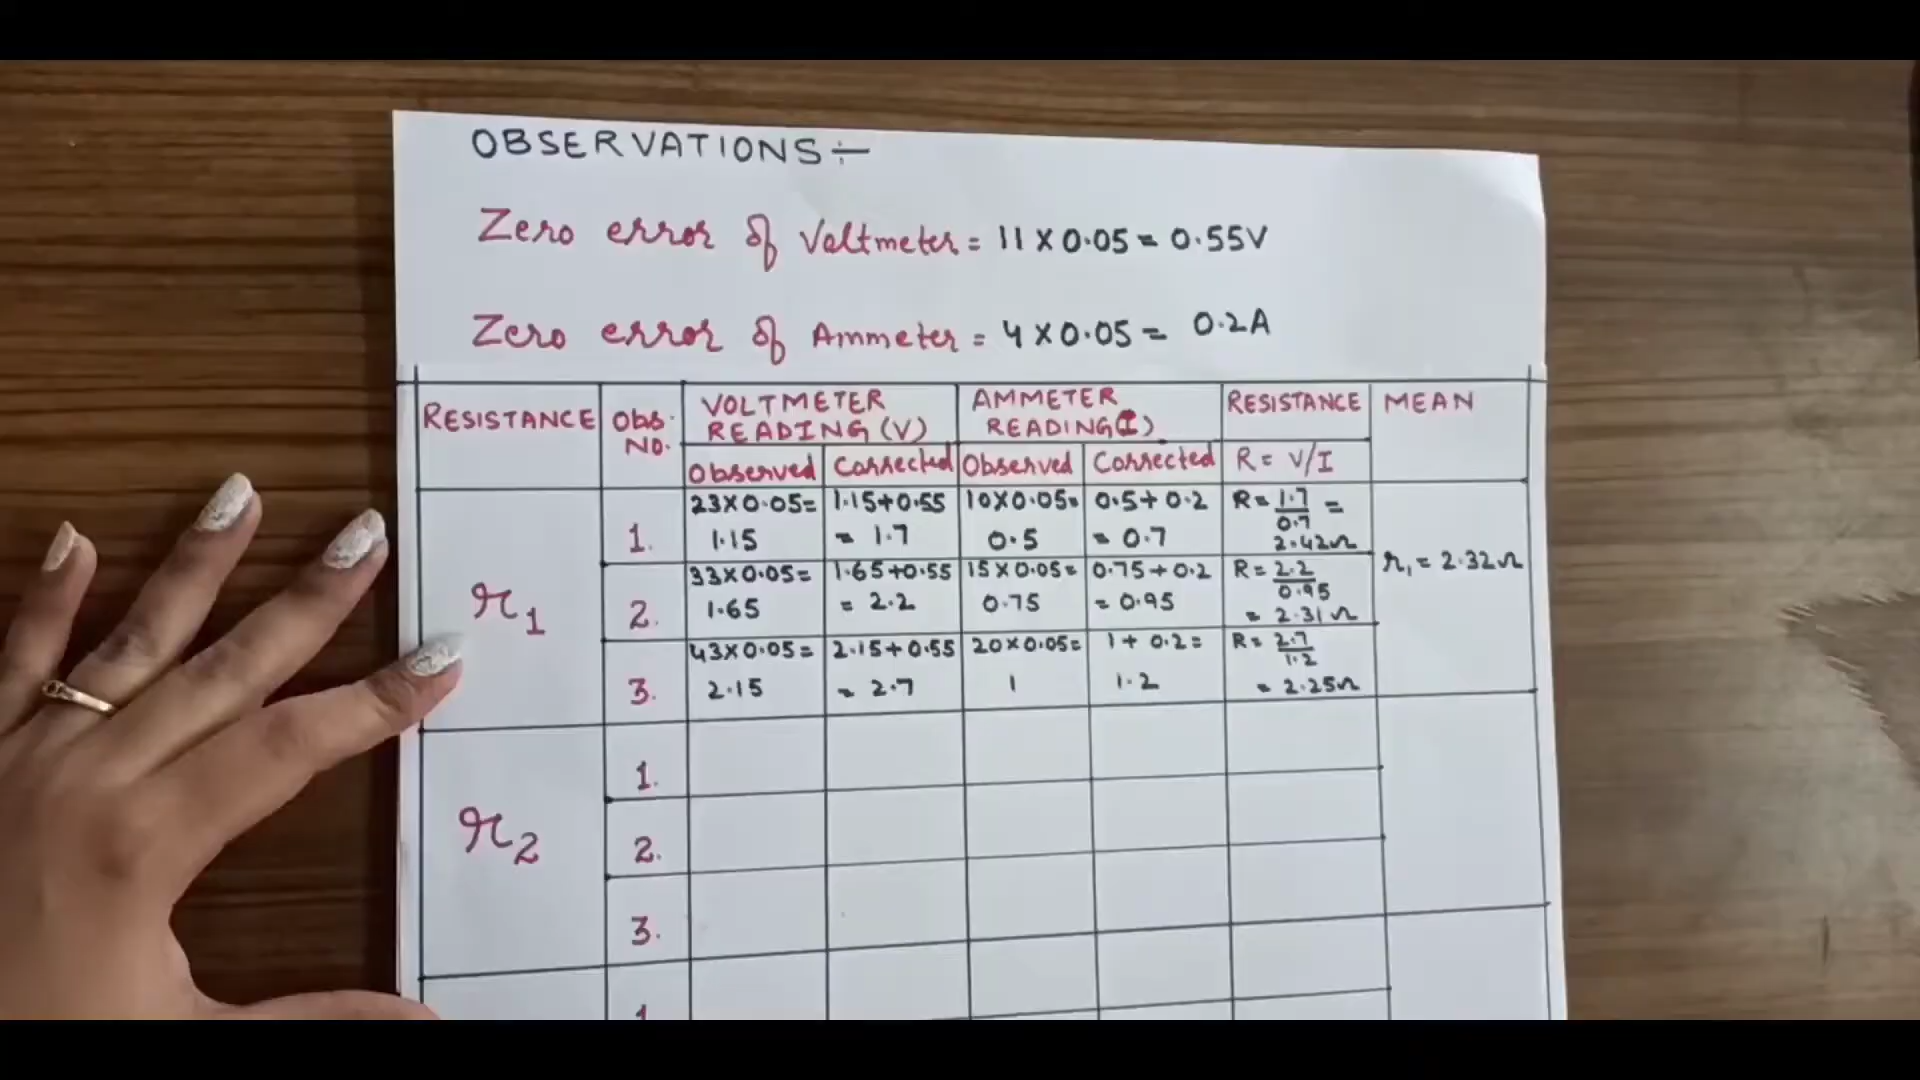 OBSERVATIONS :-
Zero error of Voltmeter = 11 X 0.05 = 0.55V
Zero error of Ammeter = 4 X 0.05 = 0.2A
RESISTANCE Obs. NO. VOLTMETER READING (V) AMMETER READING (I) RESISTANCE MEAN
Observed Corrected Observed Corrected R = V/I
r1
1. 23X0.05= 1.15+0.55 10X0.05= 0.5+0.2 R= 1.7/0.7 =
1.15 = 1.7 0.5 = 0.7 2.42Ω
2. 33X0.05= 1.65+0.55 15X0.05= 0.75+0.2 R= 2.2/0.95
1.65 = 2.2 0.75 = 0.95 = 2.31Ω
3. 43X0.05= 2.15+0.55 20X0.05= 1+0.2= R= 2.7/1.2
2.15 = 2.7 1 1.2 = 2.25Ω
r1 = 2.32Ω
r2
1.
2.
3.
1